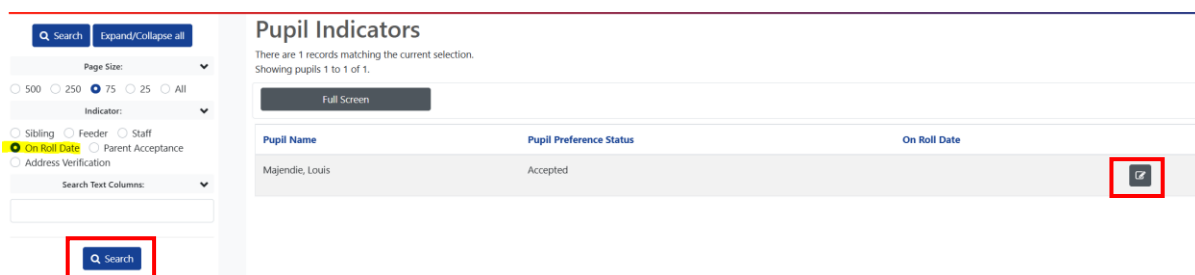 Search Expand/Collapse all
Page Size:
500 250 75 25 All
Indicator:
Sibling Feeder Staff
On Roll Date Parent Acceptance
Address Verification
Search Text Columns:
Search
Pupil Indicators
There are 1 records matching the current selection.
Showing pupils 1 to 1 of 1.
Full Screen
Pupil Name Pupil Preference Status On Roll Date
Majendie, Louis Accepted